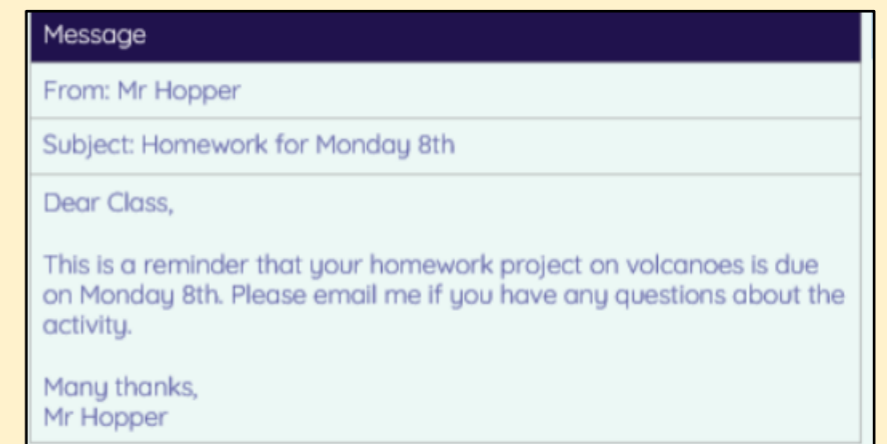 Message
From: Mr Hopper
Subject: Homework for Monday 8th
Dear Class,
This is a reminder that your homework project on volcanoes is due
on Monday 8th. Please email me if you have any questions about the
activity.
Many thanks,
Mr Hopper